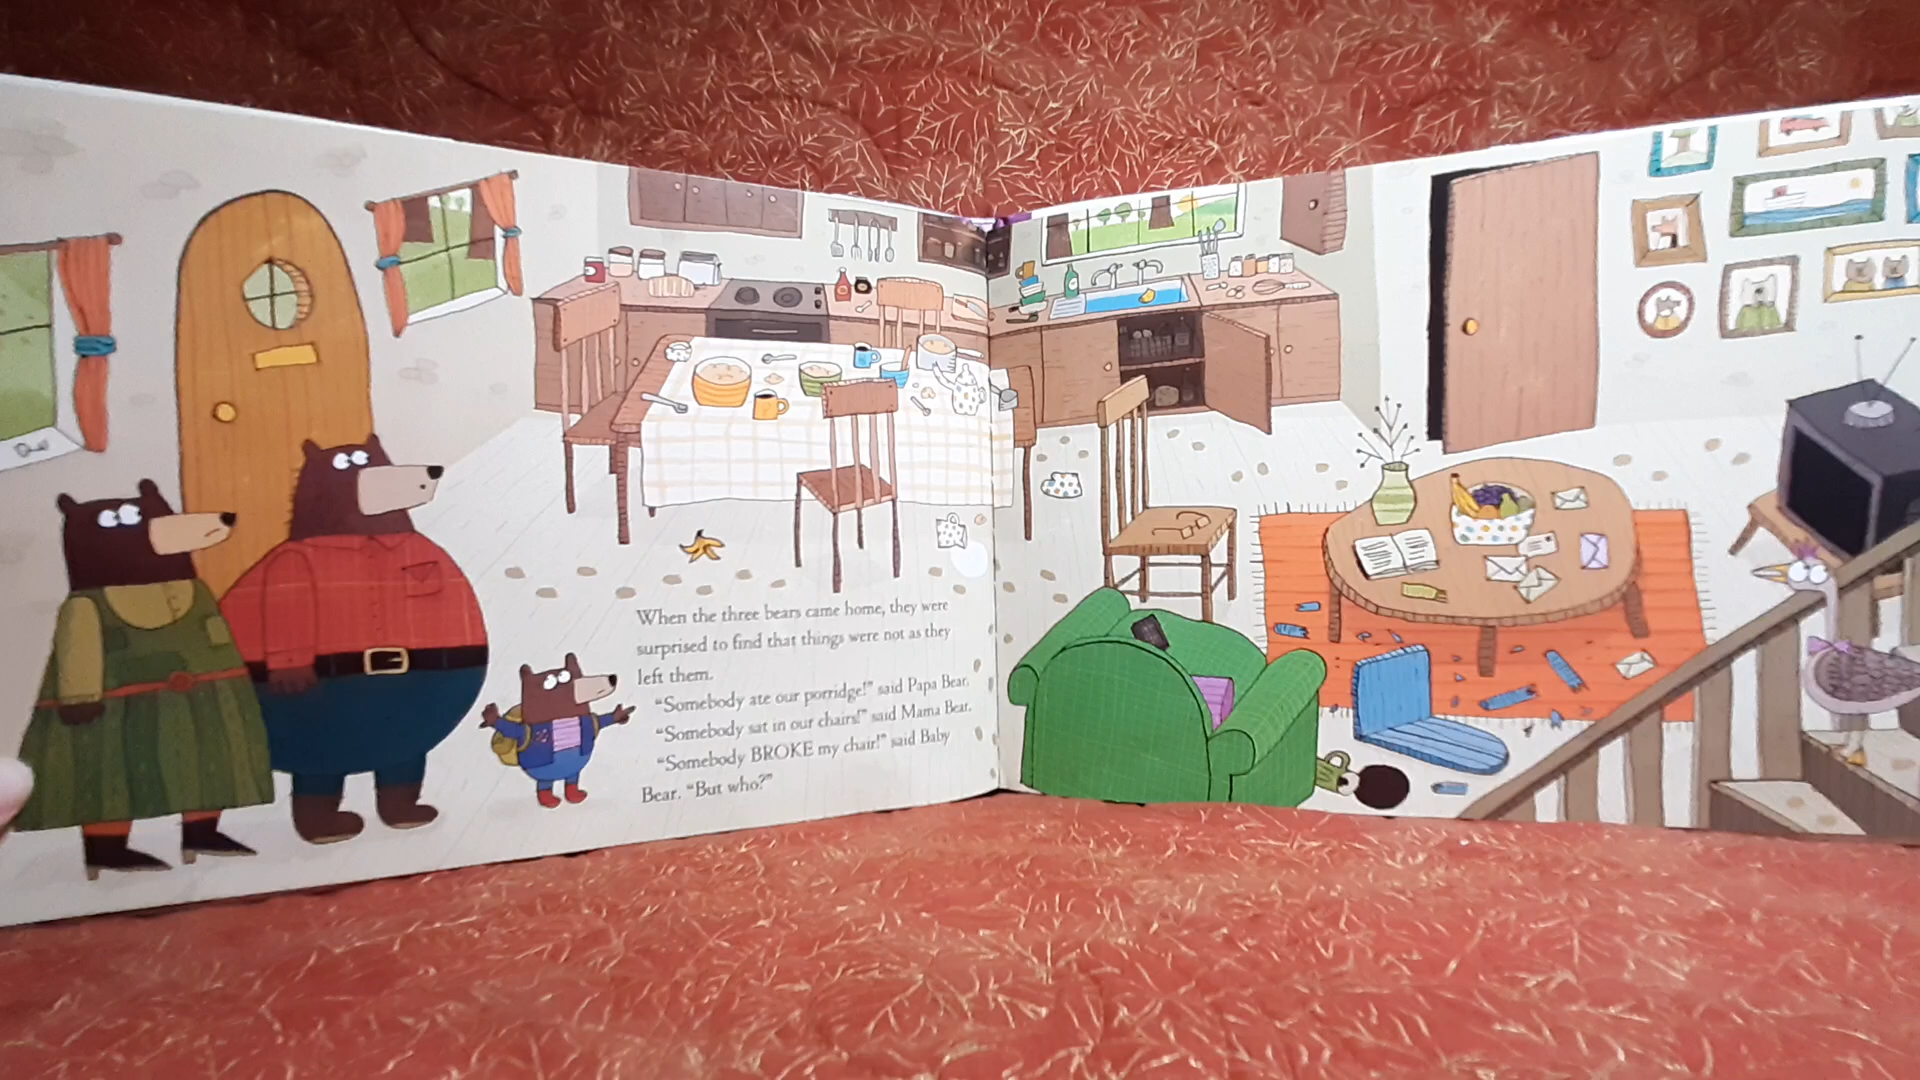 When the three bears came home, they were
surprised to find that things were not as they
left them.
“Somebody ate our porridge!” said Papa Bear.
“Somebody sat in our chairs!” said Mama Bear.
“Somebody BROKE my chair!” said Baby
Bear. “But who?”